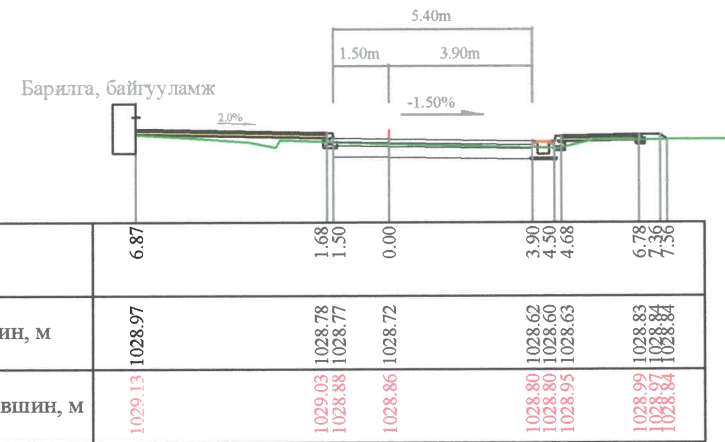 5.40m
1.50m 3.90m
Барилга, байгууламж
-1.50%
2.0%
6.87 1.68 1.50 0.00 3.90 4.50 4.68 6.78 7.36 7.56
ин, м 1028.97 1028.78 1028.77 1028.72 1028.62 1028.60 1028.63 1028.83 1028.84 1028.84
вшин, м 1029.13 1029.03 1028.88 1028.86 1028.80 1028.80 1028.95 1028.99 1028.97 1028.84